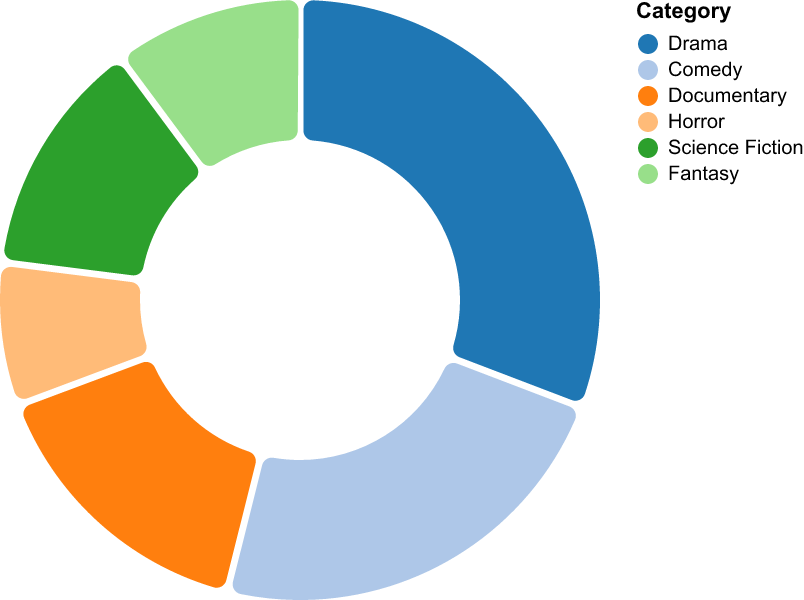 Category
Drama
Comedy
Documentary
Horror
Science Fiction
Fantasy